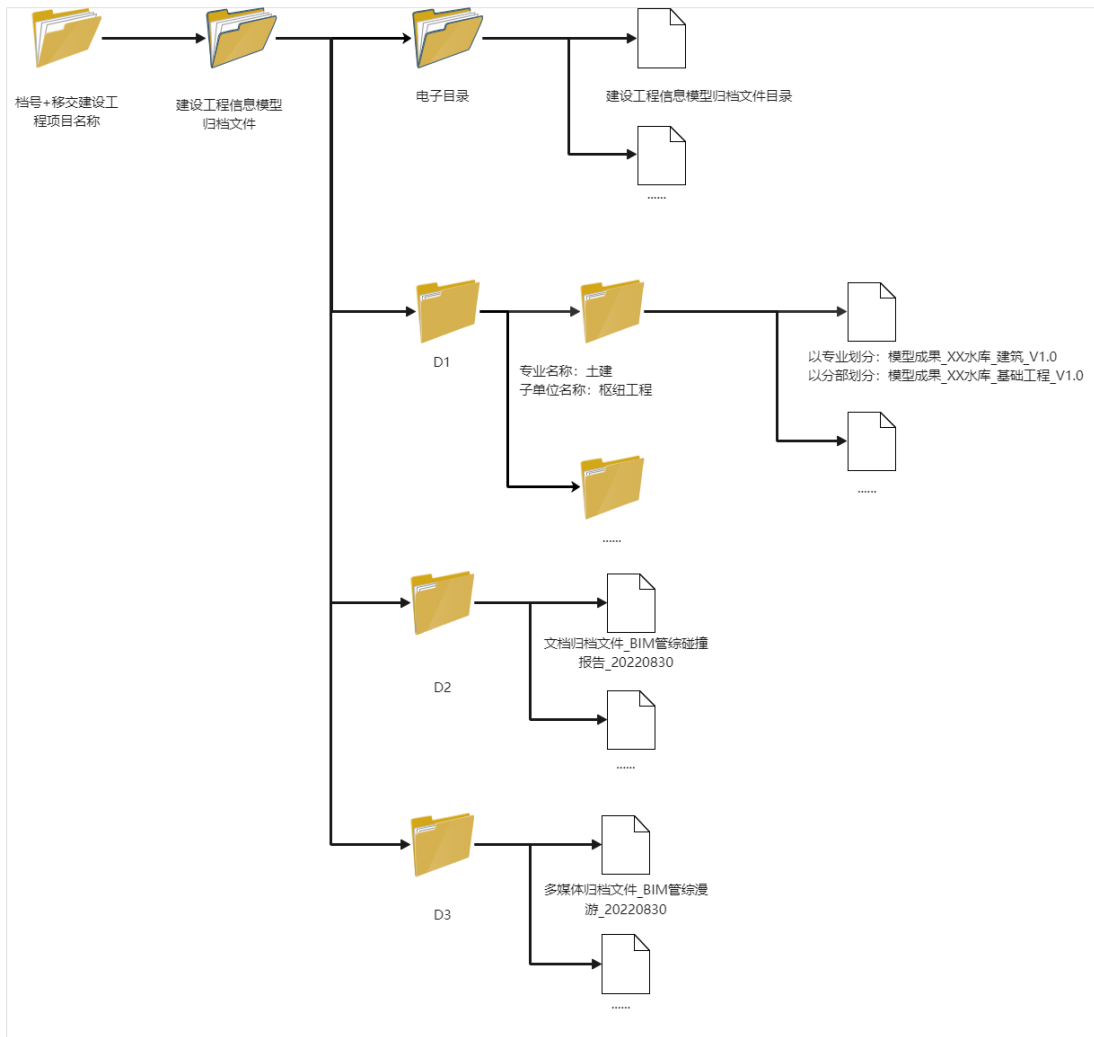 档号+移交建设工
程项目名称
建设工程信息模型
归档文件
电子目录
建设工程信息模型归档文件目录
......
D1
专业名称：土建
子单位名称：枢纽工程
以专业划分：模型成果_XX水库_建筑_V1.0
以分部划分：模型成果_XX水库_基础工程_V1.0
......
......
D2
文档归档文件_BIM管综碰撞
报告_20220830
......
D3
多媒体归档文件_BIM管综漫
游_20220830
......